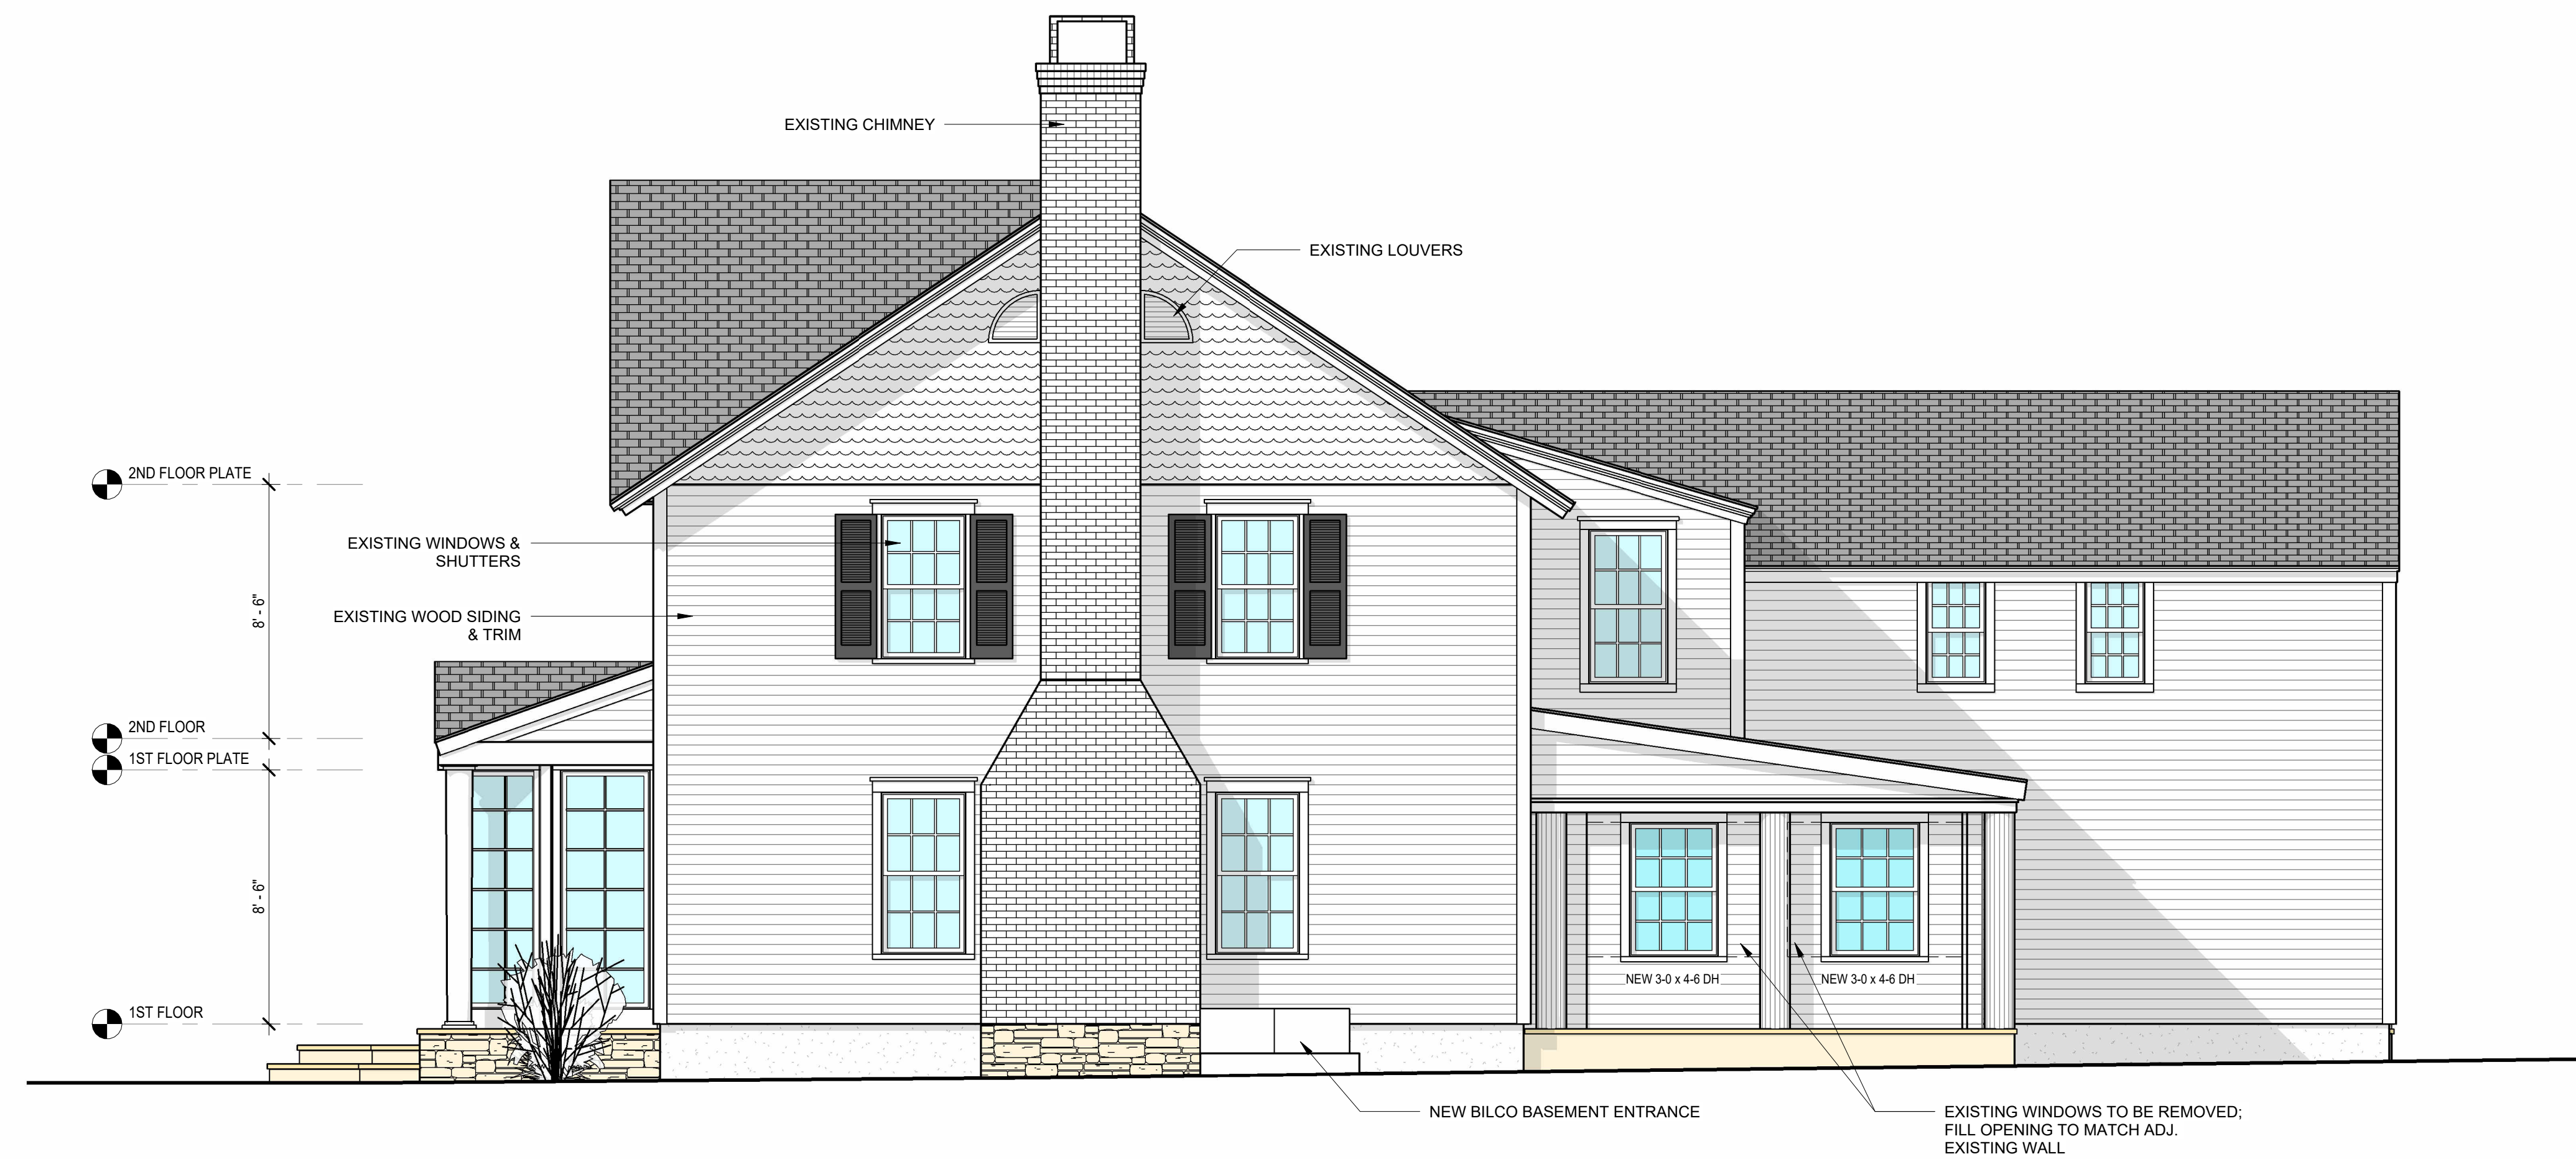 EXISTING CHIMNEY
EXISTING LOUVERS
2ND FLOOR PLATE
EXISTING WINDOWS &
SHUTTERS
8' - 6"
EXISTING WOOD SIDING
& TRIM
2ND FLOOR
1ST FLOOR PLATE
8' - 6"
NEW 3-0 x 4-6 DH
NEW 3-0 x 4-6 DH
1ST FLOOR
NEW BILCO BASEMENT ENTRANCE
EXISTING WINDOWS TO BE REMOVED;
FILL OPENING TO MATCH ADJ.
EXISTING WALL